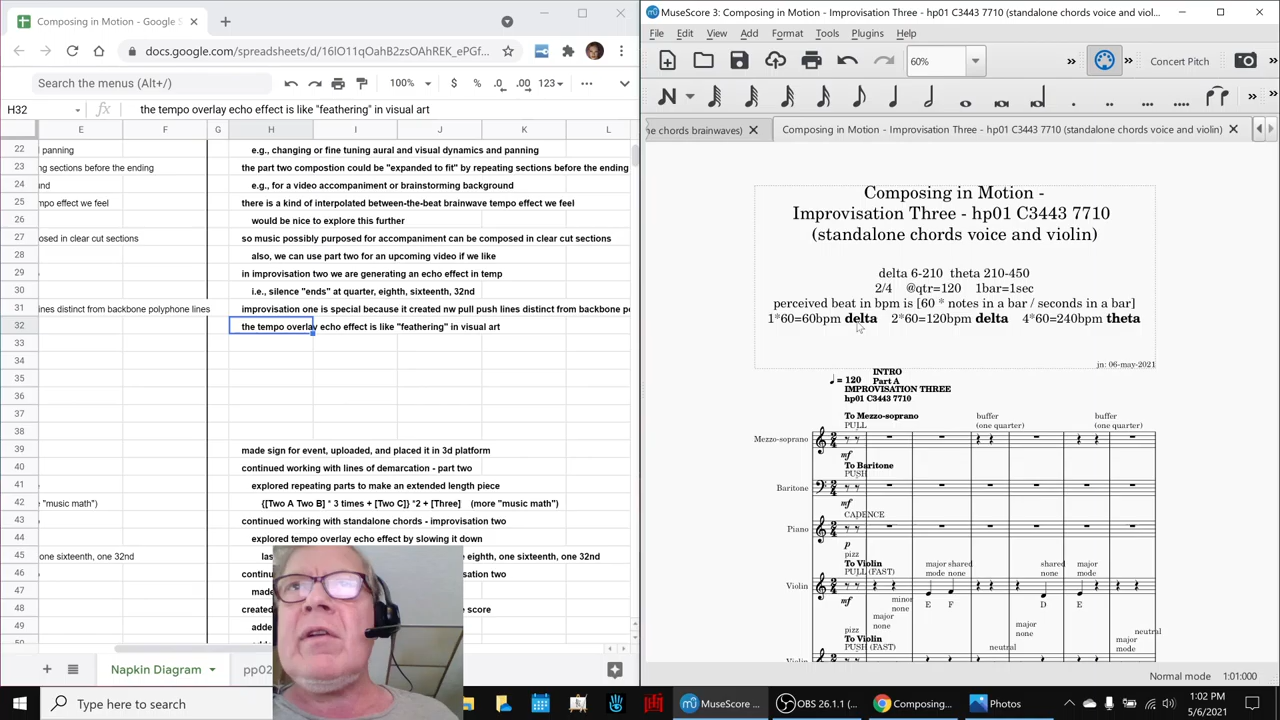 Composing in Motion - Google S
docs.google.com/spreadsheets/d/16lO11qOahB2zsOAhREK_ePGf...
Search the menus (Alt+/)
100%
$ % .0 .00 123
H32
fx the tempo overlay echo effect is like "feathering" in visual art
E F G H I J K L
22 panning e.g., changing or fine tuning aural and visual dynamics and panning
23 ng sections before the ending the part two compostion could be "expanded to fit" by repeating sections before the ending
24 und e.g., for a video accompaniment or brainstorming background
25 mpo effect we feel there is a kind of interpolated between-the-beat brainwave tempo effect we feel
26 would be nice to explore this further
27 osed in clear cut sections so music possibly purposed for accompaniment can be composed in clear cut sections
28 also, we can use part two for an upcoming video if we like
29 in improvisation two we are generating an echo effect in temp
30 i.e., silence "ends" at quarter, eighth, sixteenth, 32nd
31 lines distinct from backbone polyphone lines improvisation one is special because it created nw pull push lines distinct from backbone po
32 the tempo overlay echo effect is like "feathering" in visual art
33
34
35
36
37
38
39 made sign for event, uploaded, and placed it in 3d platform
40 continued working with lines of demarcation - part two
41 explored repeating parts to make an extended length piece
42 e "music math") {[Two A Two B] * 3 times + [Two C]} *2 + [Three] (more "music math")
43 continued working with standalone chords - improvisation two
44 explored tempo overlay echo effect by slowing it down
45 one sixteenth, one 32nd las e eighth, one sixteenth, one 32nd
46 contin visation two
47 made
48 created e score
49 adde
Napkin Diagram
pp02
MuseScore 3: Composing in Motion - Improvisation Three - hp01 C3443 7710 (standalone chords voice and viol...
File Edit View Add Format Tools Plugins Help
60%
Concert Pitch
ne chords brainwaves)
Composing in Motion - Improvisation Three - hp01 C3443 7710 (standalone chords voice and violin)
Composing in Motion -
Improvisation Three - hp01 C3443 7710
(standalone chords voice and violin)
delta 6-210 theta 210-450
2/4 @qtr=120 1bar=1sec
perceived beat in bpm is [60 * notes in a bar / seconds in a bar]
1*60=60bpm delta 2*60=120bpm delta 4*60=240bpm theta
jn: 06-may-2021
INTRO
= 120 Part A
IMPROVISATION THREE
hp01 C3443 7710
To Mezzo-soprano buffer buffer
PULL (one quarter) (one quarter)
Mezzo-soprano
mf
To Baritone
PUSH
Baritone
mf
CADENCE
Piano
p
pizz
To Violin major shared shared major
PULL (FAST) mode none none mode
Violin
mf minor none E F D E
major none major none neutral
pizz
To Violin major mode
PUSH (FAST) neutral
Violin
Normal mode 1:01:000
Type here to search
MuseScore ...
OBS 26.1.1 (...
Composing...
Photos
1:02 PM
5/6/2021